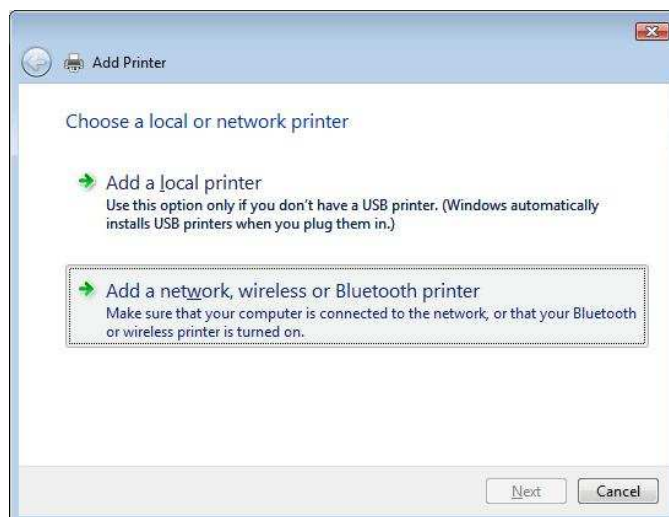 Add Printer
Choose a local or network printer
Add a local printer
Use this option only if you don't have a USB printer. (Windows automatically
installs USB printers when you plug them in.)
Add a network, wireless or Bluetooth printer
Make sure that your computer is connected to the network, or that your Bluetooth
or wireless printer is turned on.
Next Cancel